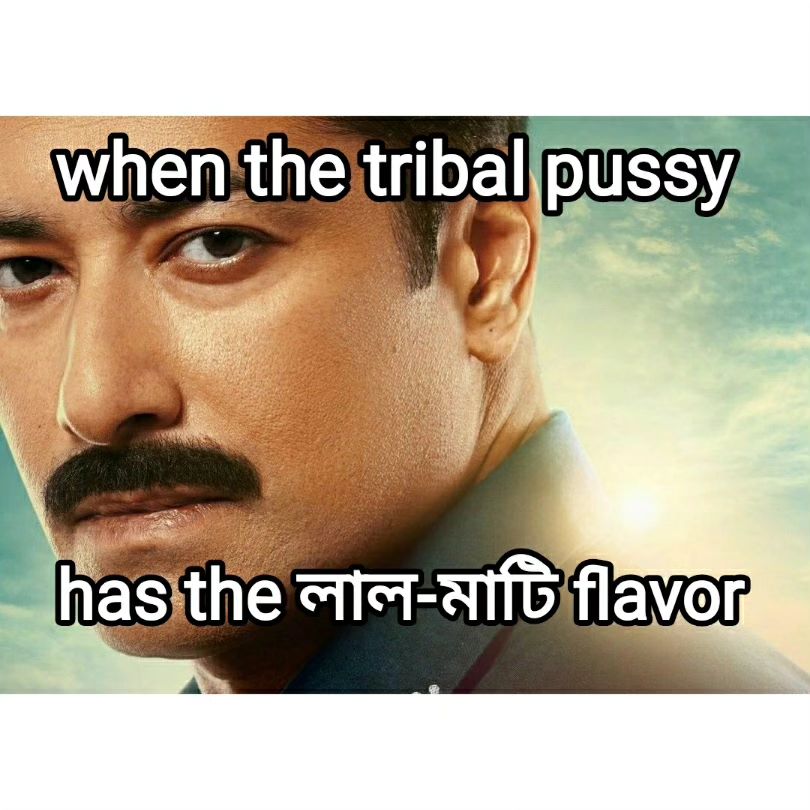 when the tribal pussy
has the লাল-মাটি flavor